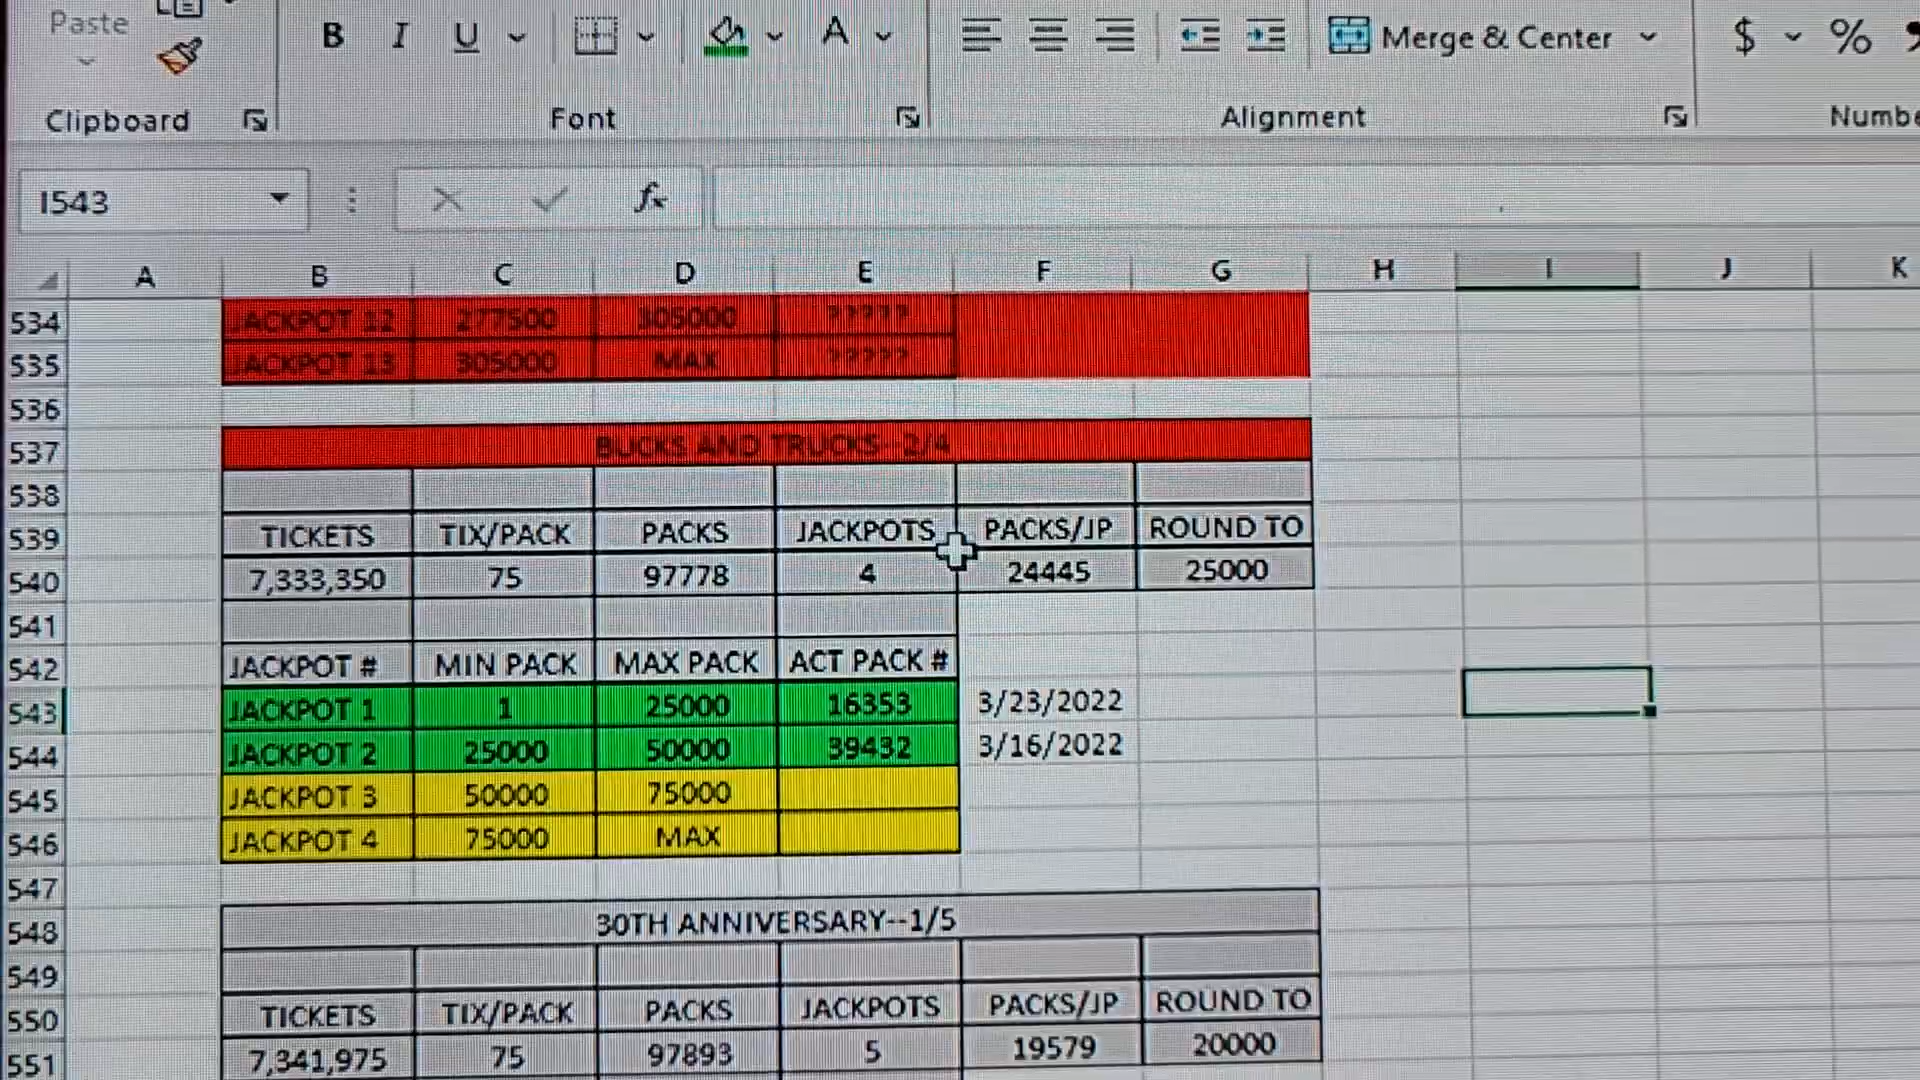 Paste
B I U A Merge & Center $ %
Clipboard Font Alignment
I543 fx
A B C D E F G H I J K
534 JACKPOT 12 277500 305000 ?????
535 JACKPOT 13 305000 MAX ?????
536
537 BUCKS AND TRUCKS--2/4
538
539 TICKETS TIX/PACK PACKS JACKPOTS PACKS/JP ROUND TO
540 7,333,350 75 97778 4 24445 25000
541
542 JACKPOT # MIN PACK MAX PACK ACT PACK #
543 JACKPOT 1 1 25000 16353 3/23/2022
544 JACKPOT 2 25000 50000 39432 3/16/2022
545 JACKPOT 3 50000 75000
546 JACKPOT 4 75000 MAX
547
548 30TH ANNIVERSARY--1/5
549
550 TICKETS TIX/PACK PACKS JACKPOTS PACKS/JP ROUND TO
551 7,341,975 75 97893 5 19579 20000